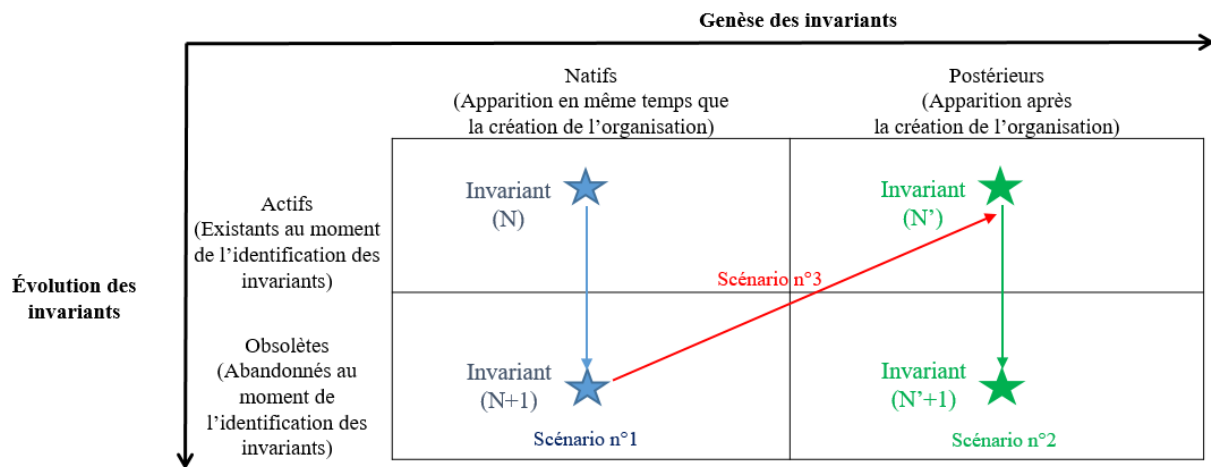 Genèse des invariants
Natifs
(Apparition en même temps que
la création de l’organisation)
Postérieurs
(Apparition après
la création de l’organisation)
Évolution des
invariants
Actifs
(Existants au moment
de l’identification des
invariants)
Invariant
(N)
Invariant
(N’)
Scénario n°3
Obsolètes
(Abandonnés au
moment de
l’identification des
invariants)
Invariant
(N+1)
Scénario n°1
Invariant
(N’+1)
Scénario n°2